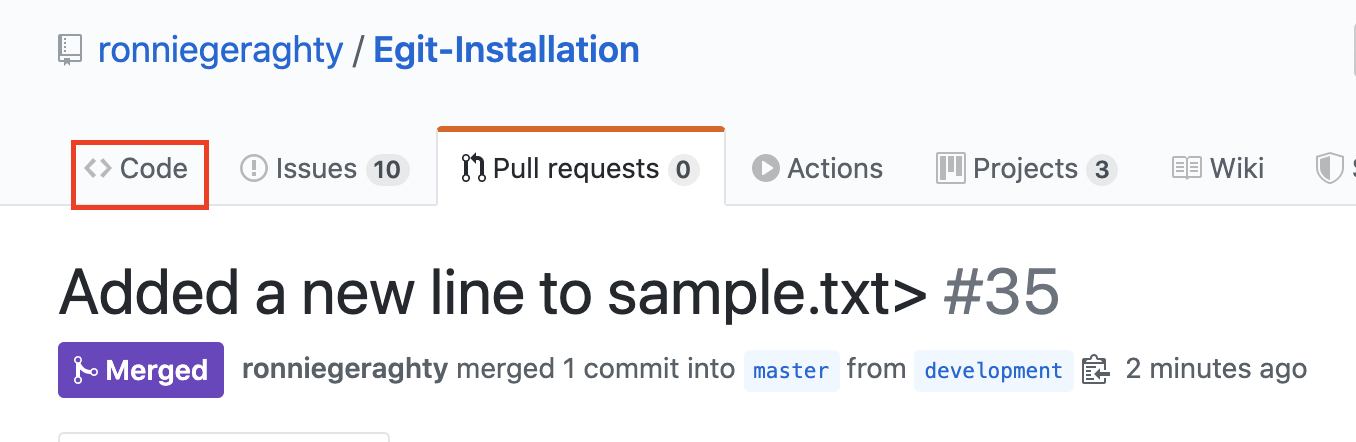 ronniegeraghty / Egit-Installation
Code Issues 10 Pull requests 0 Actions Projects 3 Wiki
Added a new line to sample.txt> #35
Merged ronniegeraghty merged 1 commit into master from development 2 minutes ago